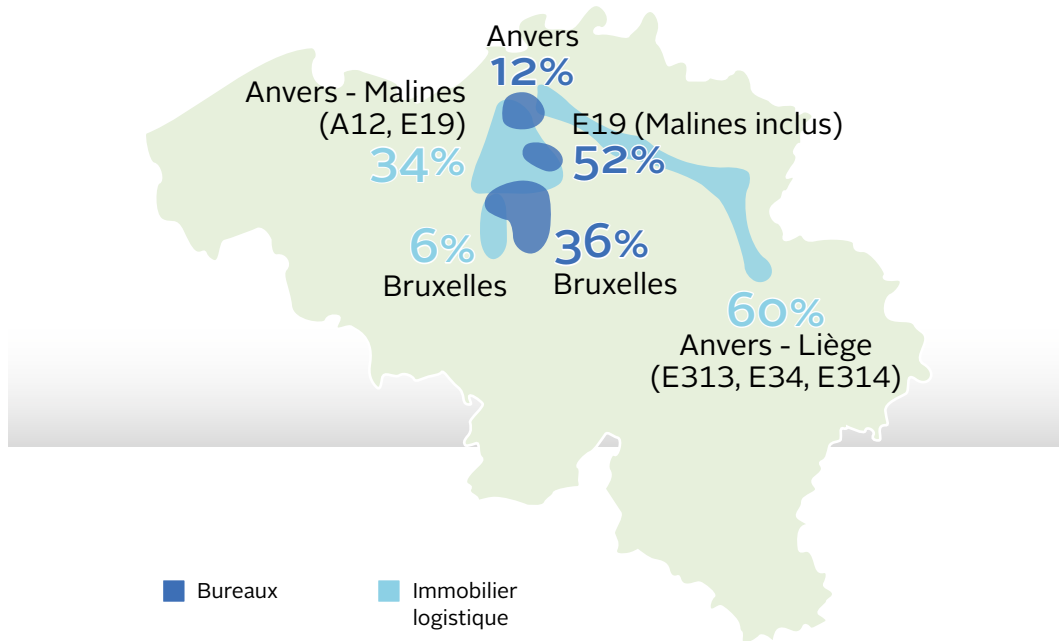 Anvers
12%
Anvers - Malines
(A12, E19)
34%
E19 (Malines inclus)
52%
6%
Bruxelles
36%
Bruxelles
60%
Anvers - Liège
(E313, E34, E314)
Bureaux
Immobilier
logistique